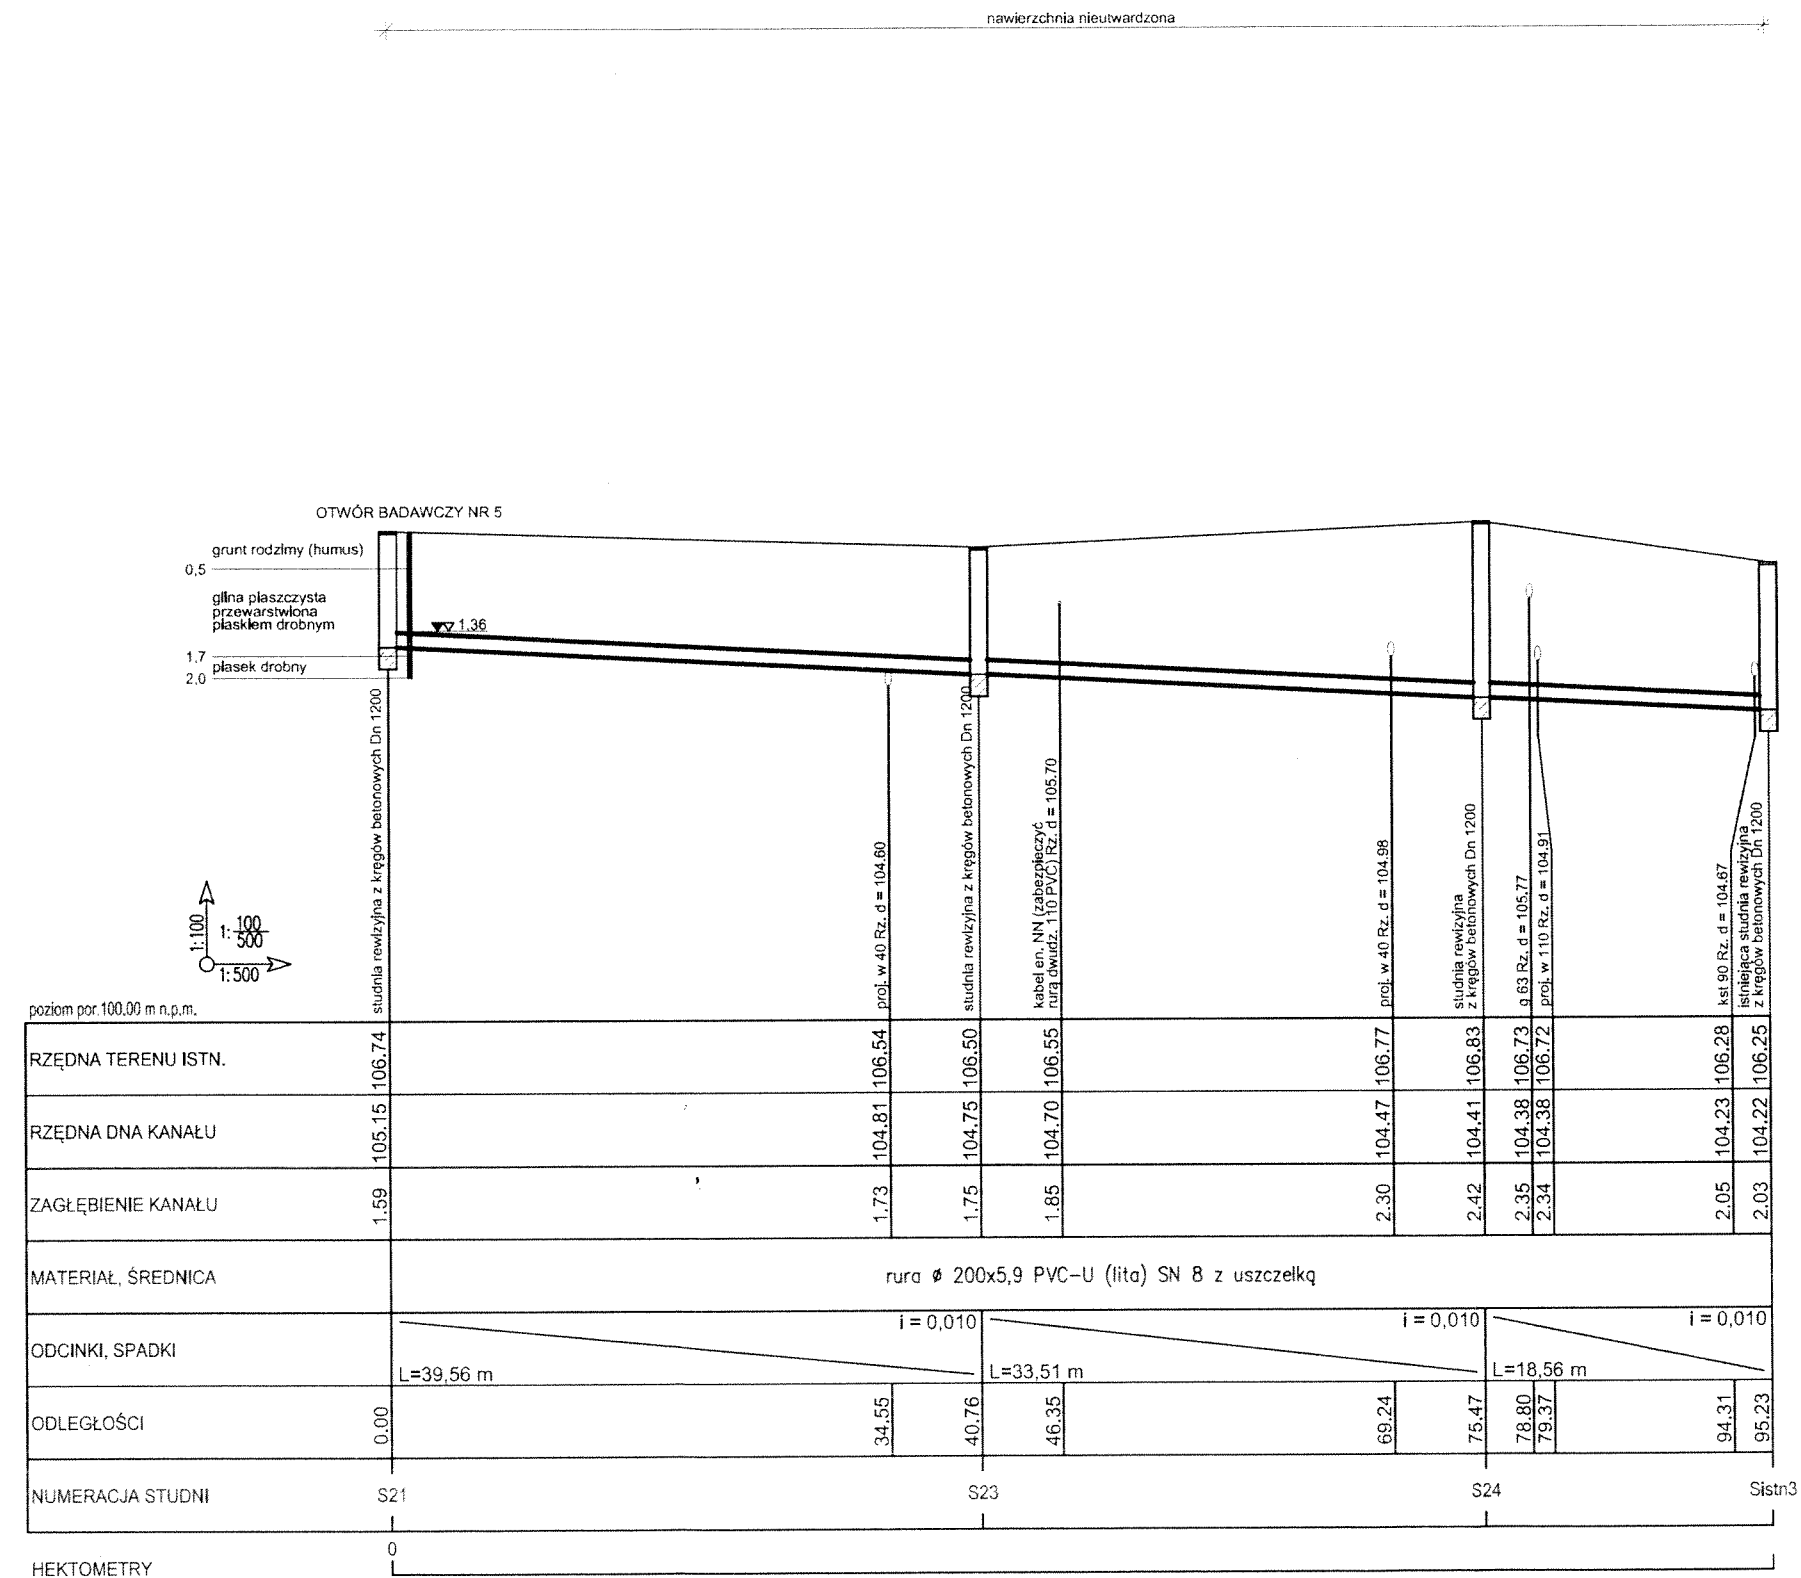 nawierzchnia nieutwardzona
OTWÓR BADAWCZY NR 5
grunt rodzimy (humus)
0,5
glina piaszczysta
przewarstwiona
piaskiem drobnym
1,36
1,7
piasek drobny
2,0
studnia rewizyjna z kręgów betonowych Dn 1200
proj. w 40 Rz. d = 104.60
studnia rewizyjna z kręgów betonowych Dn 1200
kabel en. NN (zabezpieczyć
rurą dwudz. 110 PVC) Rz. d = 105.70
proj. w 40 Rz. d = 104.98
studnia rewizyjna
z kręgów betonowych Dn 1200
g 63 Rz. d = 105.77
proj. w 110 Rz. d = 104.91
kst 90 Rz. d = 104.67
istniejąca studnia rewizyjna
z kręgów betonowych Dn 1200
1:100
1: 100/500
1:500
poziom por.100.00 m n.p.m.
RZĘDNA TERENU ISTN. 106.74 106.54 106.50 106.55 106.77 106.83 106.73 106.72 106.28 106.25
RZĘDNA DNA KANAŁU 105.15 104.81 104.75 104.70 104.47 104.41 104.38 104.38 104.23 104.22
ZAGŁĘBIENIE KANAŁU 1.59 1.73 1.75 1.85 2.30 2.42 2.35 2.34 2.05 2.03
MATERIAŁ, ŚREDNICA rura ø 200x5,9 PVC-U (lita) SN 8 z uszczelką
ODCINKI, SPADKI
i = 0,010 i = 0,010 i = 0,010
L=39,56 m L=33,51 m L=18,56 m
ODLEGŁOŚCI 0.00 34.55 40.76 46.35 69.24 75.47 78.80 79.37 94.31 95.23
NUMERACJA STUDNI S21 S23 S24 Sistn3
0
HEKTOMETRY